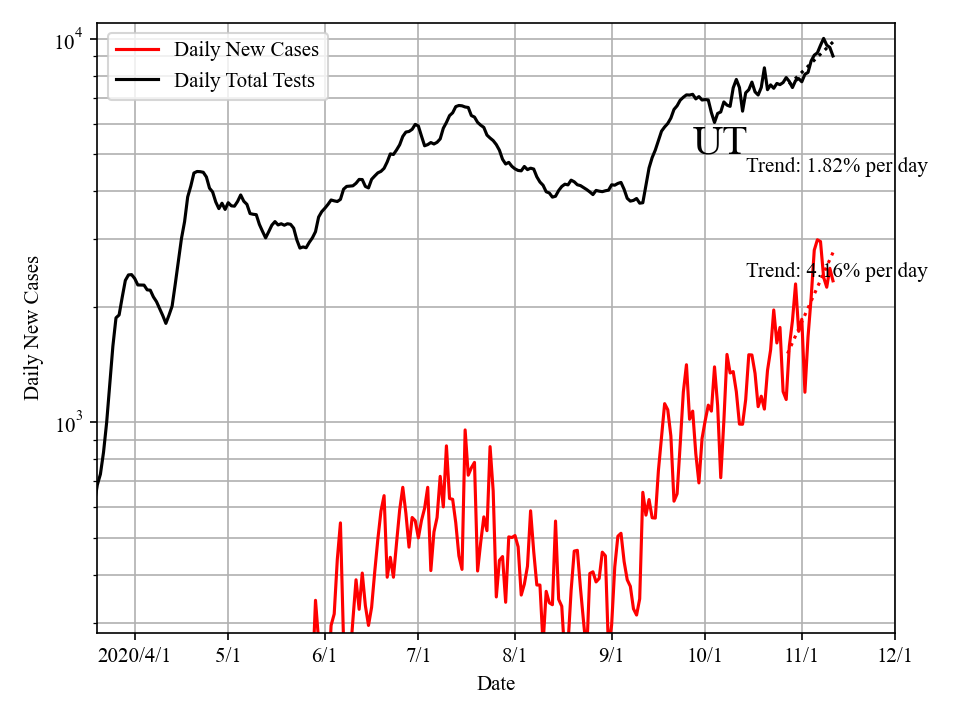 10^4
Daily New Cases
Daily Total Tests
UT
Trend: 1.82% per day
Trend: 4.16% per day
Daily New Cases
10^3
2020/4/1 5/1 6/1 7/1 8/1 9/1 10/1 11/1 12/1
Date